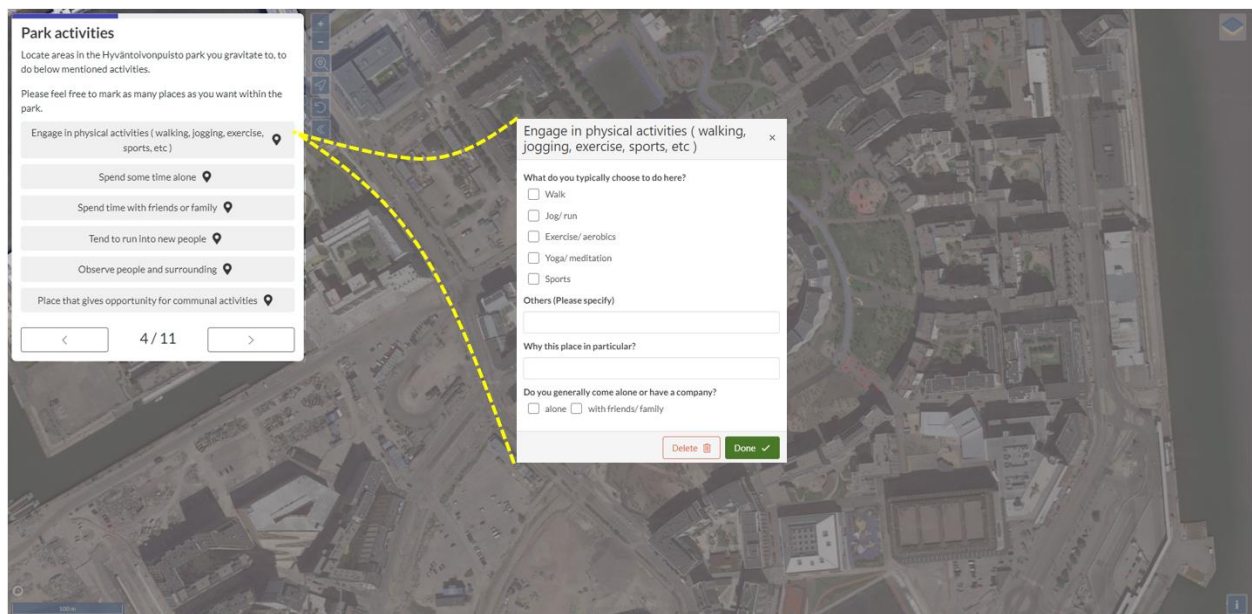 Park activities
Locate areas in the Hyväntoivonpuisto park you gravitate to, to
do below mentioned activities.
Please feel free to mark as many places as you want within the
park.
Engage in physical activities ( walking, jogging, exercise,
sports, etc )
Spend some time alone
Spend time with friends or family
Tend to run into new people
Observe people and surrounding
Place that gives opportunity for communal activities
4 / 11
Engage in physical activities ( walking,
jogging, exercise, sports, etc )
What do you typically choose to do here?
Walk
Jog/ run
Exercise/ aerobics
Yoga/ meditation
Sports
Others (Please specify)
Why this place in particular?
Do you generally come alone or have a company?
alone with friends/ family
Delete
Done
100 m